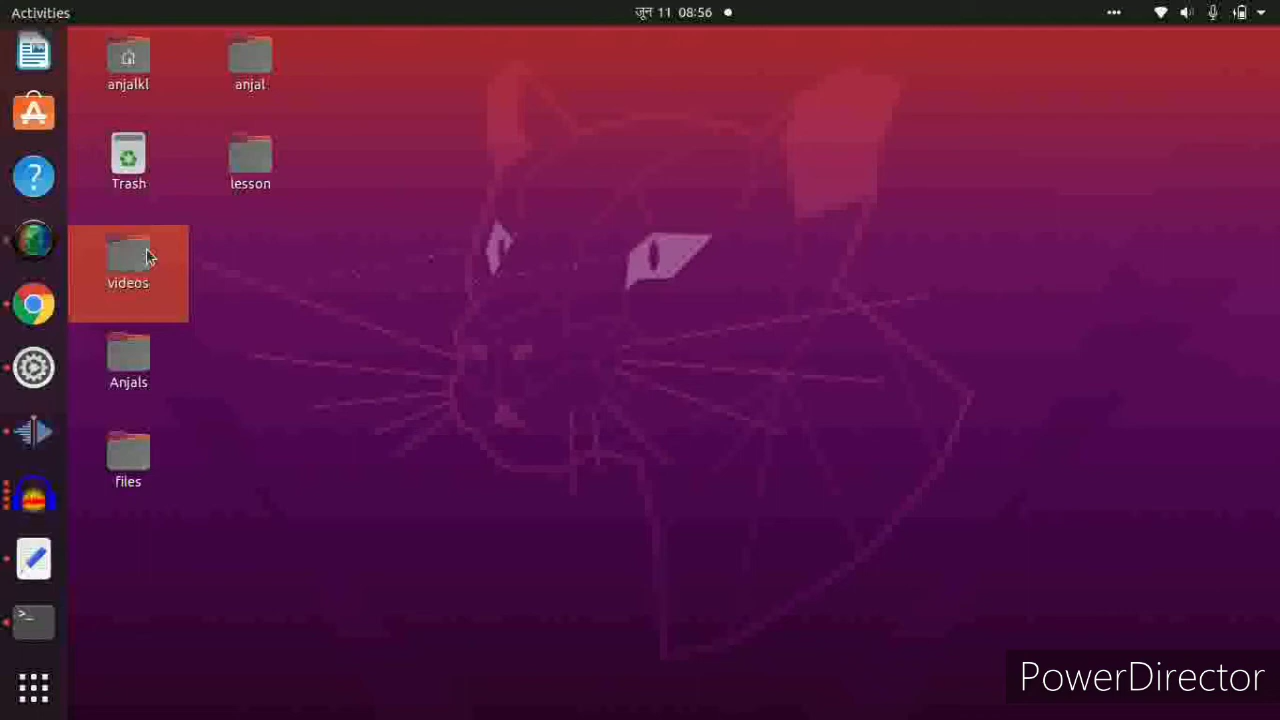 Activities
जून 11 08:56
anjalkl
anjal
Trash
lesson
videos
Anjals
files
PowerDirector